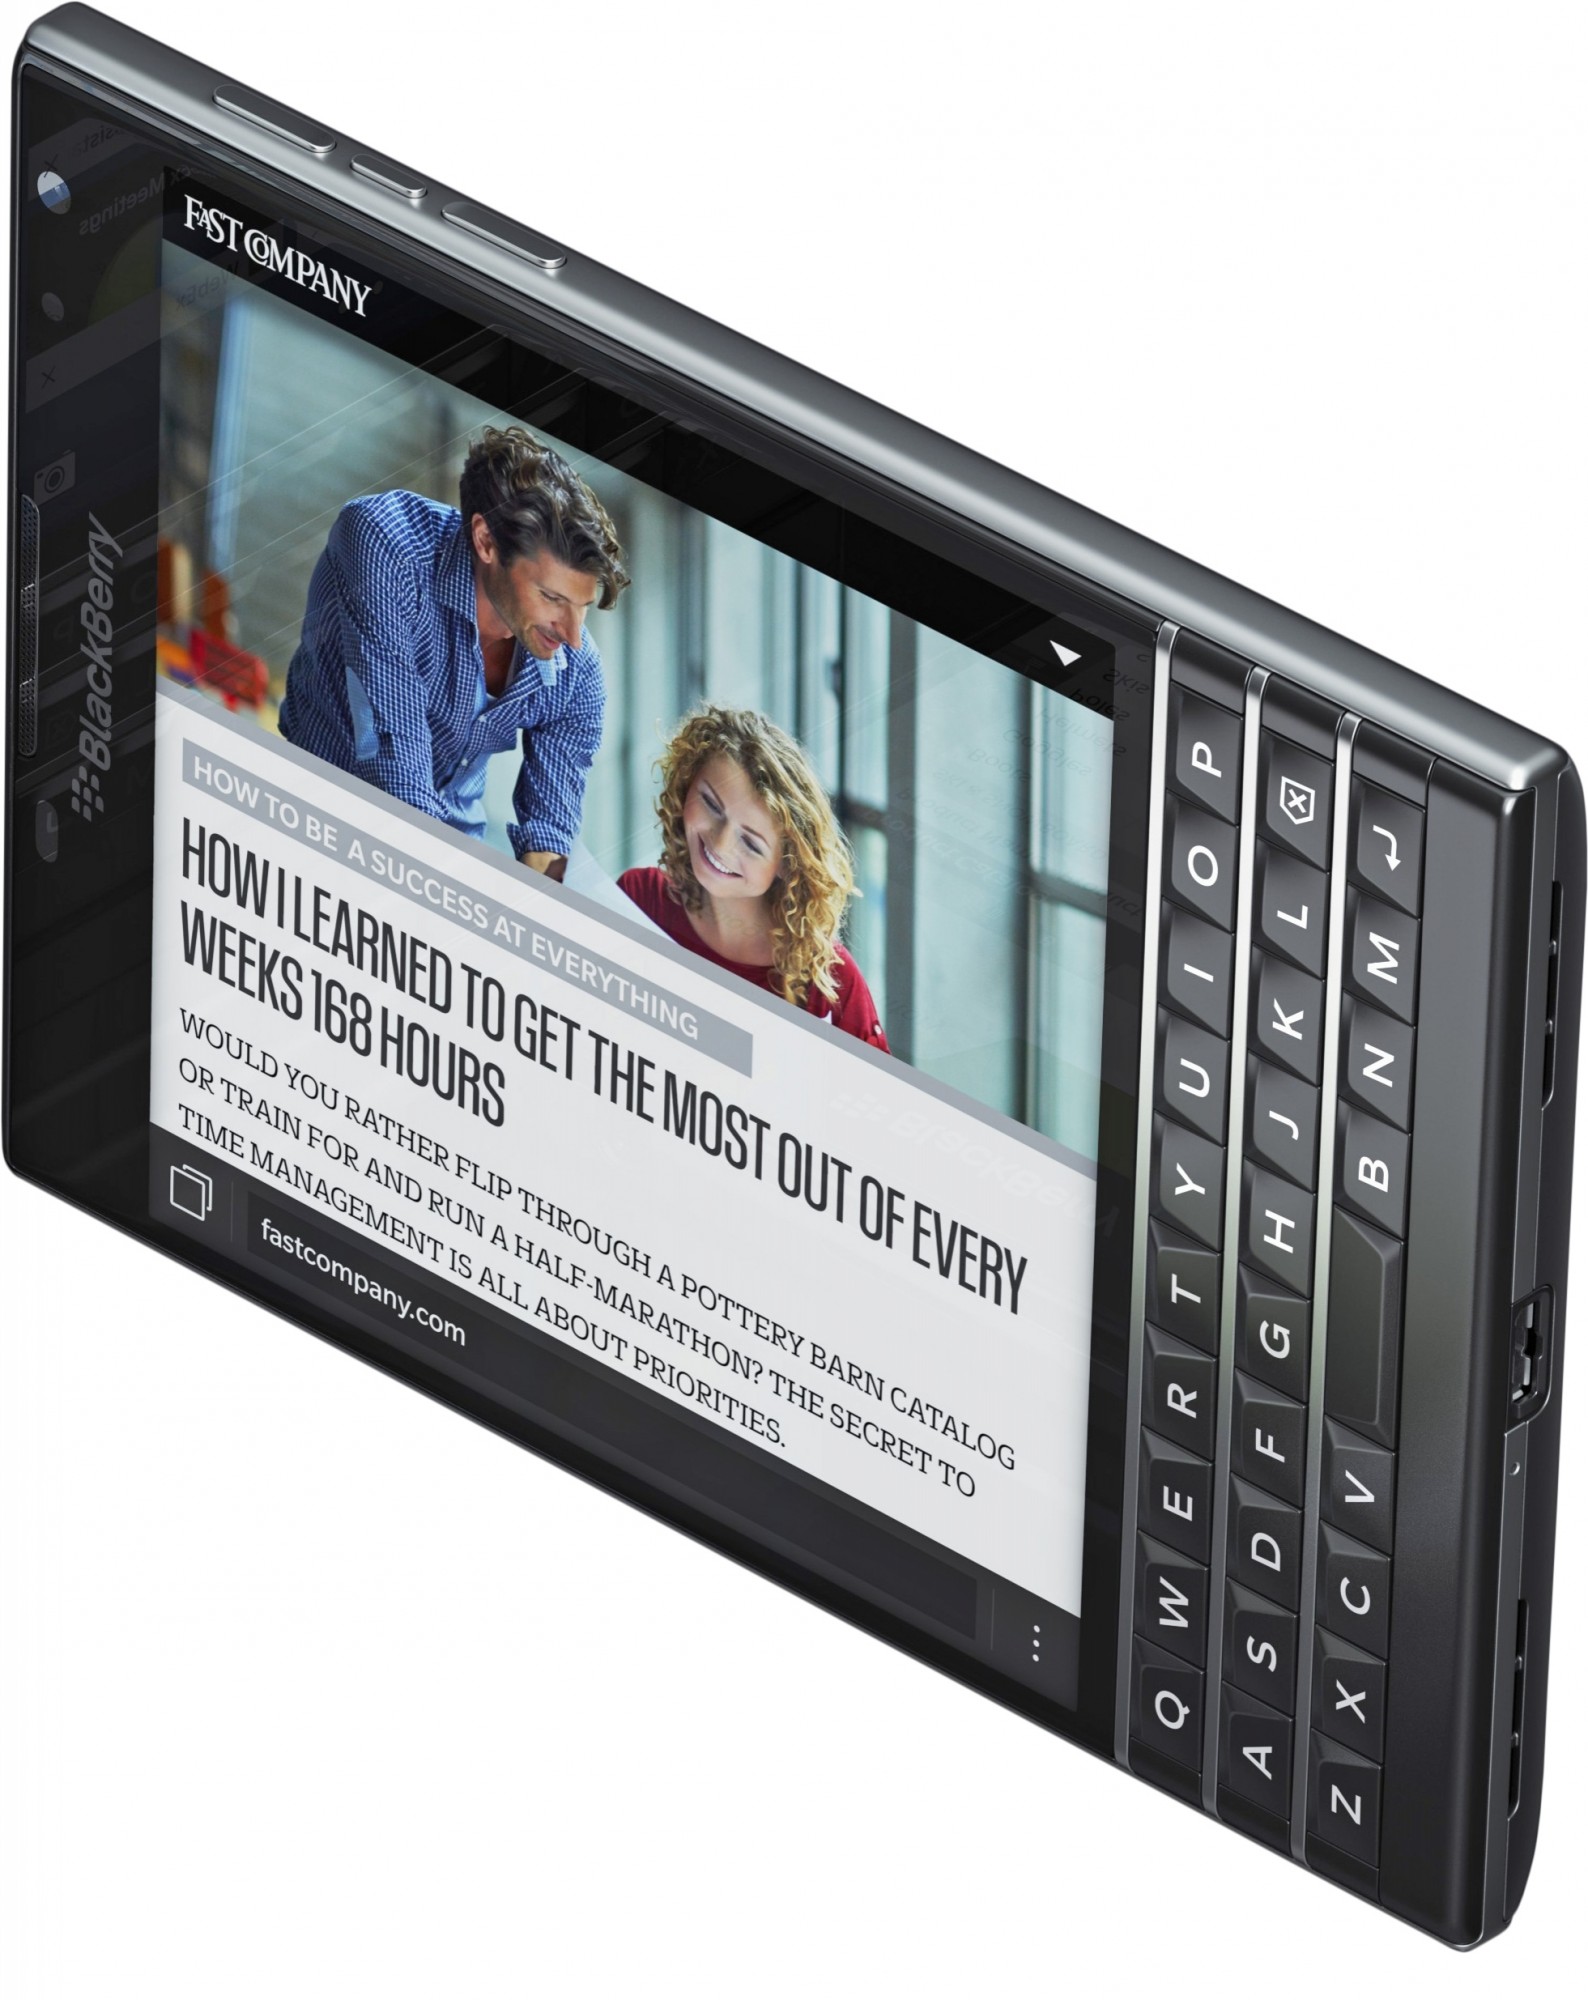 FAST COMPANY
HOW TO BE A SUCCESS AT EVERYTHING
HOW I LEARNED TO GET THE MOST OUT OF EVERY
WEEKS 168 HOURS
WOULD YOU RATHER FLIP THROUGH A POTTERY BARN CATALOG
OR TRAIN FOR AND RUN A HALF-MARATHON? THE SECRET TO
TIME MANAGEMENT IS ALL ABOUT PRIORITIES.
fastcompany.com
BlackBerry
Q W E R T Y U I O P
A S D F G H J K L
Z X C V B N M